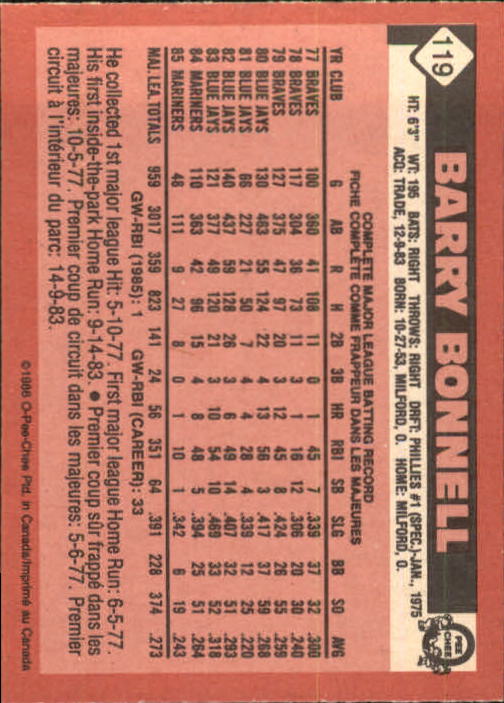 119
BARRY BONNELL
O
PEE
CHEE
HT: 6'3" WT: 195 BATS: RIGHT THROWS: RIGHT DRFT: PHILLIES #1 (SPEC.)-JAN., 1975
ACQ: TRADE, 12-9-83 BORN: 10-27-53, MILFORD, O. HOME: MILFORD, O.
COMPLETE MAJOR LEAGUE BATTING RECORD
FICHE COMPLÈTE COMME FRAPPEUR DANS LES MAJEURES
YR CLUB G AB R H 2B 3B HR RBI SB SLG BB SO AVG
77 BRAVES 100 360 41 108 11 0 1 45 7 .339 37 32 .300
78 BRAVES 117 304 36 73 11 3 1 16 12 .306 20 30 .240
79 BRAVES 127 375 47 97 20 3 12 45 8 .424 26 55 .259
80 BLUE JAYS 130 463 55 124 22 4 13 56 3 .417 37 59 .268
81 BLUE JAYS 66 227 21 50 7 4 4 28 4 .339 12 25 .220
82 BLUE JAYS 140 437 59 128 26 3 6 49 14 .407 32 51 .293
83 BLUE JAYS 121 377 49 120 21 3 10 54 10 .469 33 52 .318
84 MARINERS 110 363 42 96 15 4 8 48 5 .394 25 51 .264
85 MARINERS 48 111 9 27 8 0 1 10 1 .342 6 19 .243
MAJ. LEA. TOTALS 959 3017 359 823 141 24 56 351 64 .391 228 374 .273
GW-RBI (1985): 1 GW-RBI (CAREER): 33
He collected 1st major league Hit: 5-10-77. First major league Home Run: 6-5-77.
His first inside-the-park Home Run: 9-14-83. ● Premier coup sûr frappé dans les
majeures: 10-5-77. Premier coup de circuit dans les majeures: 5-6-77. Premier
circuit à l'intérieur du parc: 14-9-83.
©1986 O-Pee-Chee Ptd. in Canada/Imprimé au Canada